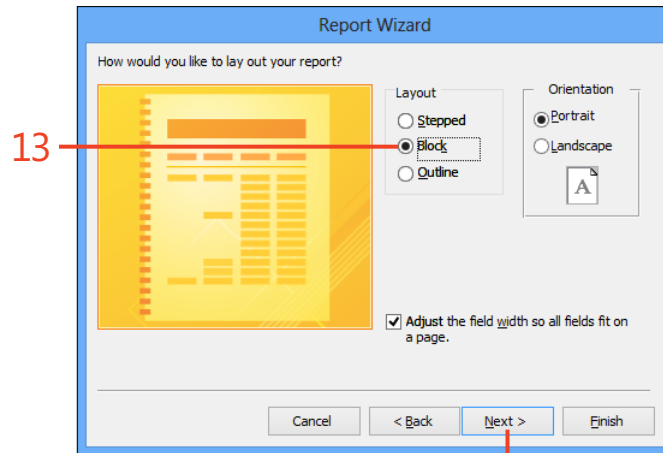 Report Wizard
How would you like to lay out your report?
Layout
Stepped
Block
Outline
Orientation
Portrait
Landscape
A
13
Adjust the field width so all fields fit on
a page.
Cancel
< Back
Next >
Finish